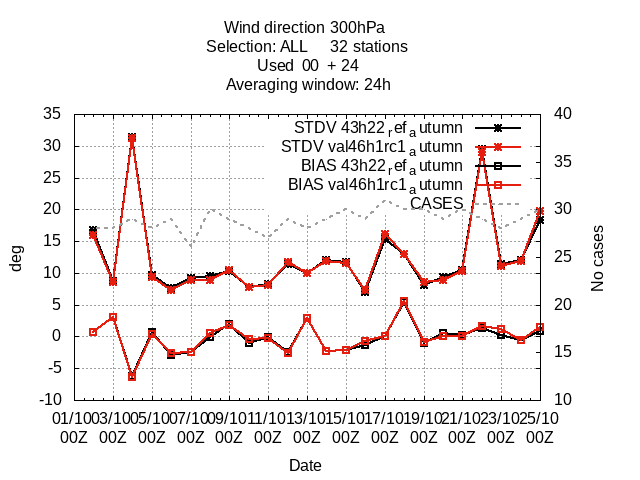 Wind direction 300hPa
Selection: ALL 32 stations
Used 00 + 24
Averaging window: 24h
35
30
25
20
15
10
5
0
-5
-10
40
35
30
25
20
15
10
deg
No cases
STDV 43h22refautumn
STDV val46h1rc1autumn
BIAS 43h22refautumn
BIAS val46h1rc1autumn
CASES
01/10 03/10 05/10 07/10 09/10 11/10 13/10 15/10 17/10 19/10 21/10 23/10 25/10
00Z 00Z 00Z 00Z 00Z 00Z 00Z 00Z 00Z 00Z 00Z 00Z 00Z
Date